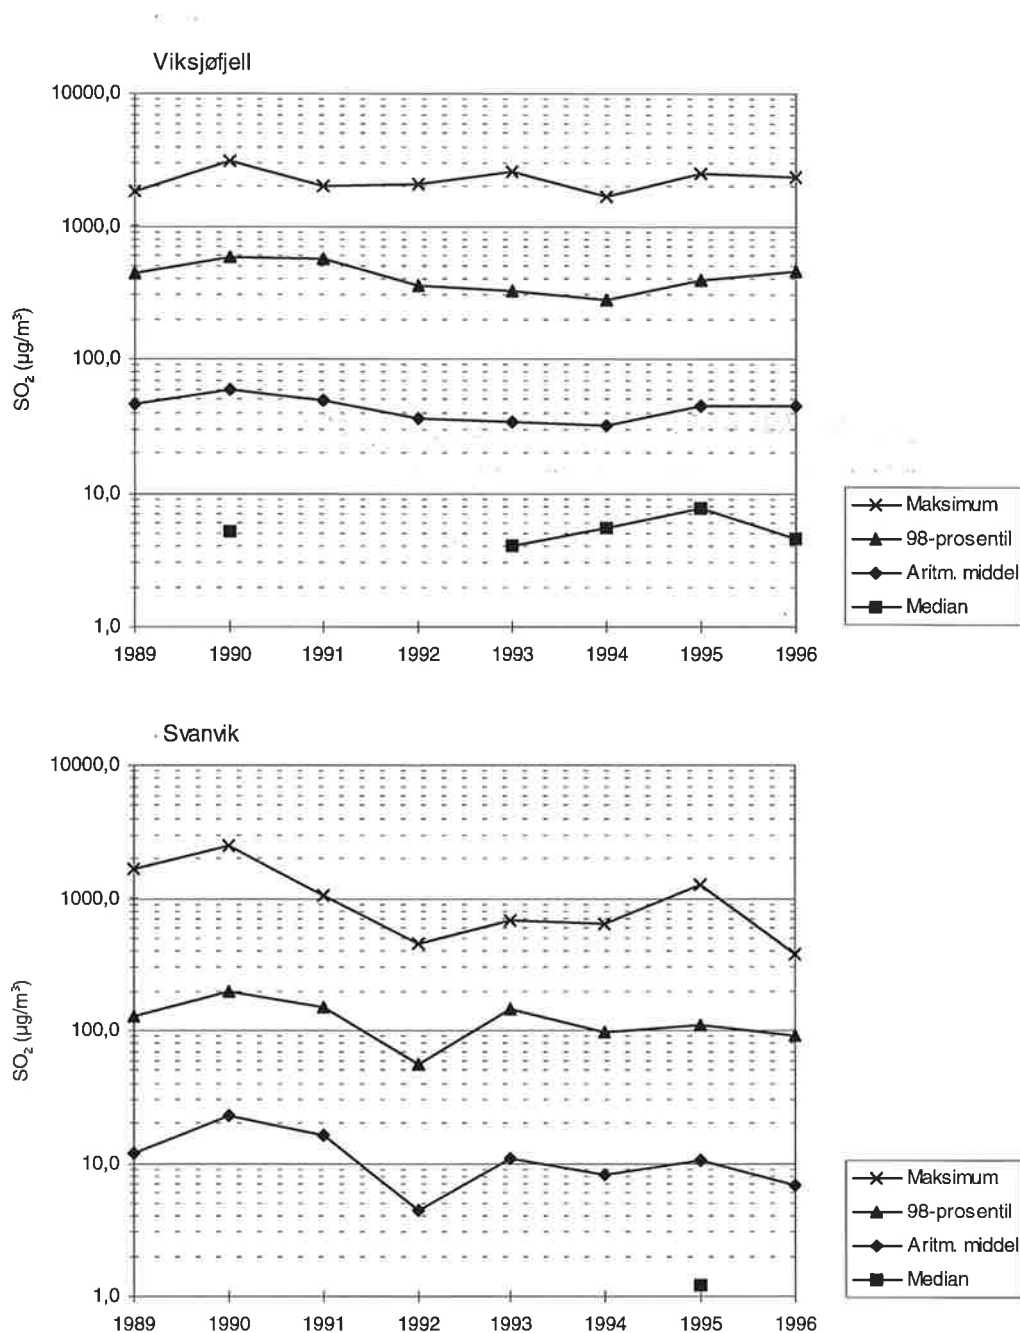 Viksjøfjell
10000,0
1000,0
100,0
10,0
1,0
SO₂ (µg/m³)
1989 1990 1991 1992 1993 1994 1995 1996
Maksimum
98-prosentil
Aritm. middel
Median
Svanvik
10000,0
1000,0
100,0
10,0
1,0
SO₂ (µg/m³)
1989 1990 1991 1992 1993 1994 1995 1996
Maksimum
98-prosentil
Aritm. middel
Median